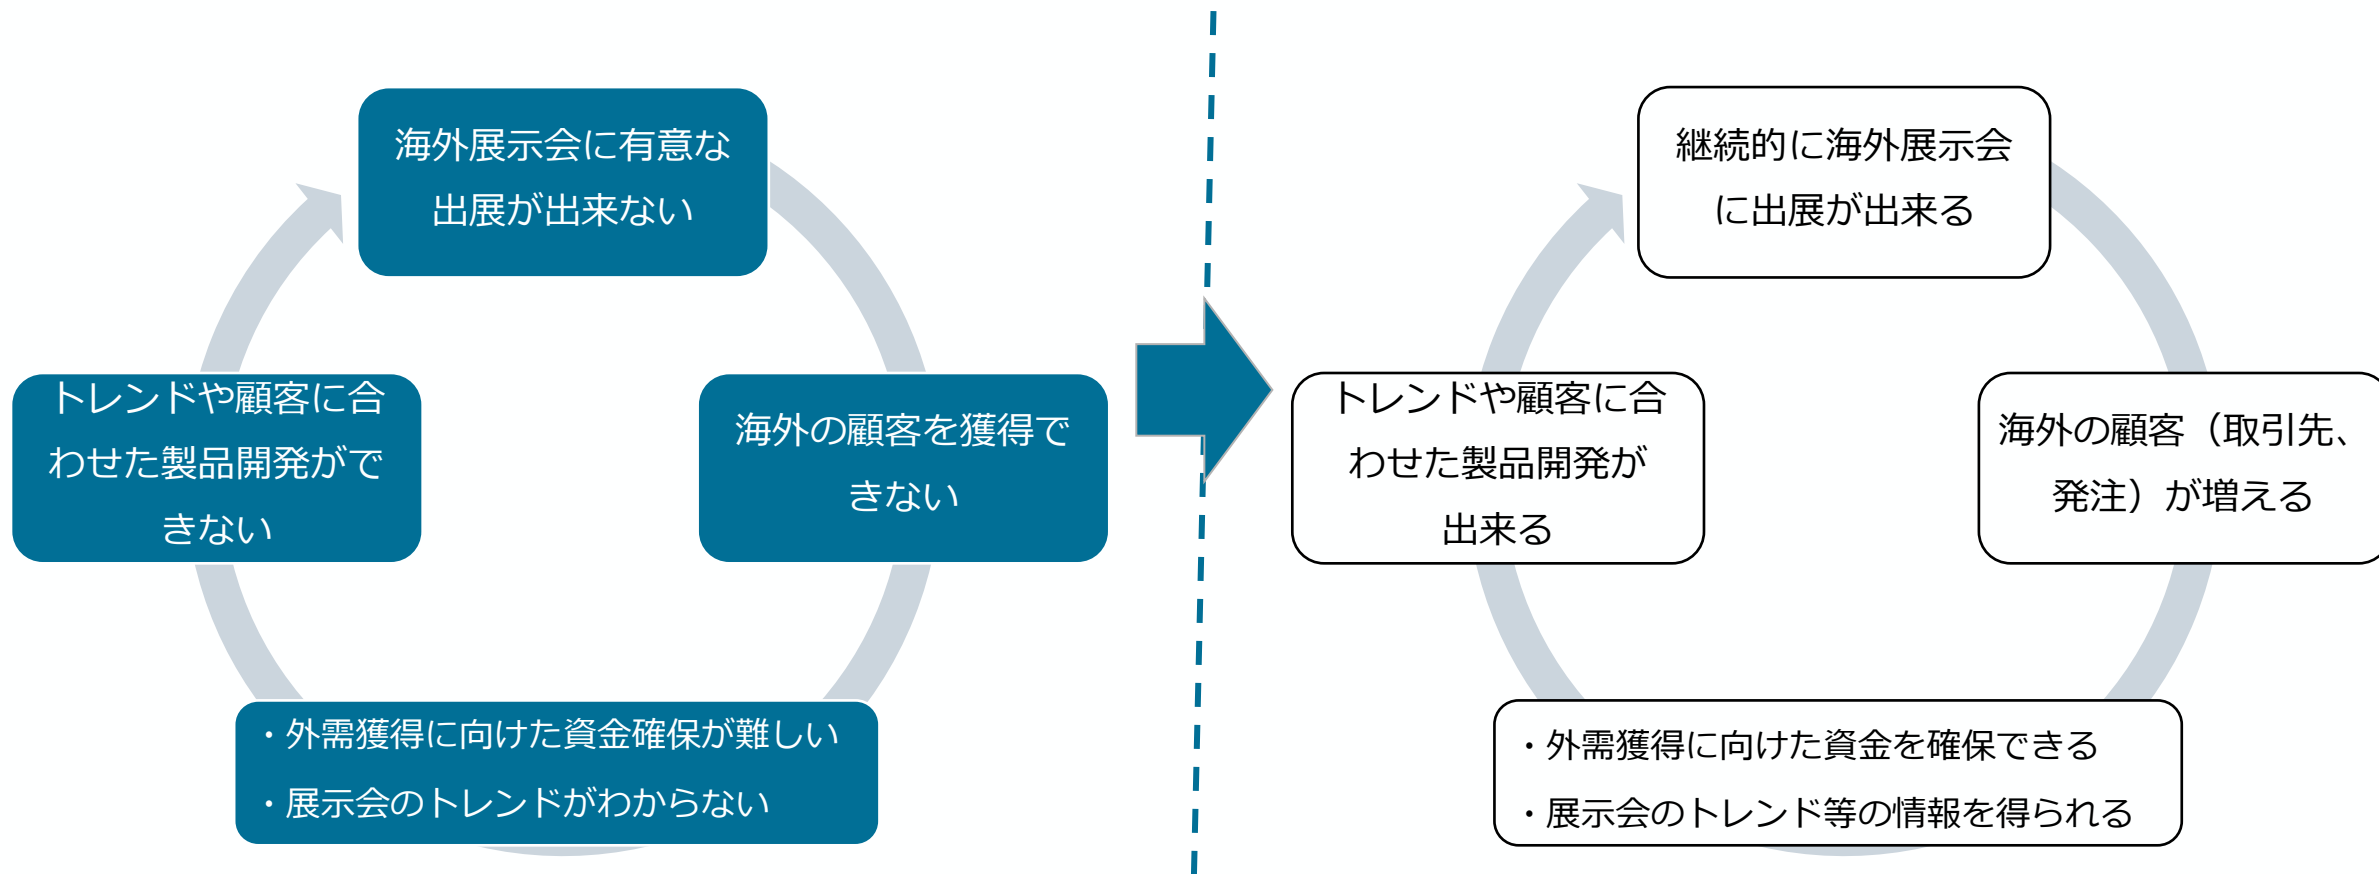 海外展示会に有意な
出展が出来ない
海外の顧客を獲得で
きない
・外需獲得に向けた資金確保が難しい
・展示会のトレンドがわからない
トレンドや顧客に合
わせた製品開発がで
きない
継続的に海外展示会
に出展が出来る
海外の顧客（取引先、
発注）が増える
・外需獲得に向けた資金を確保できる
・展示会のトレンド等の情報を得られる
トレンドや顧客に合
わせた製品開発が
出来る